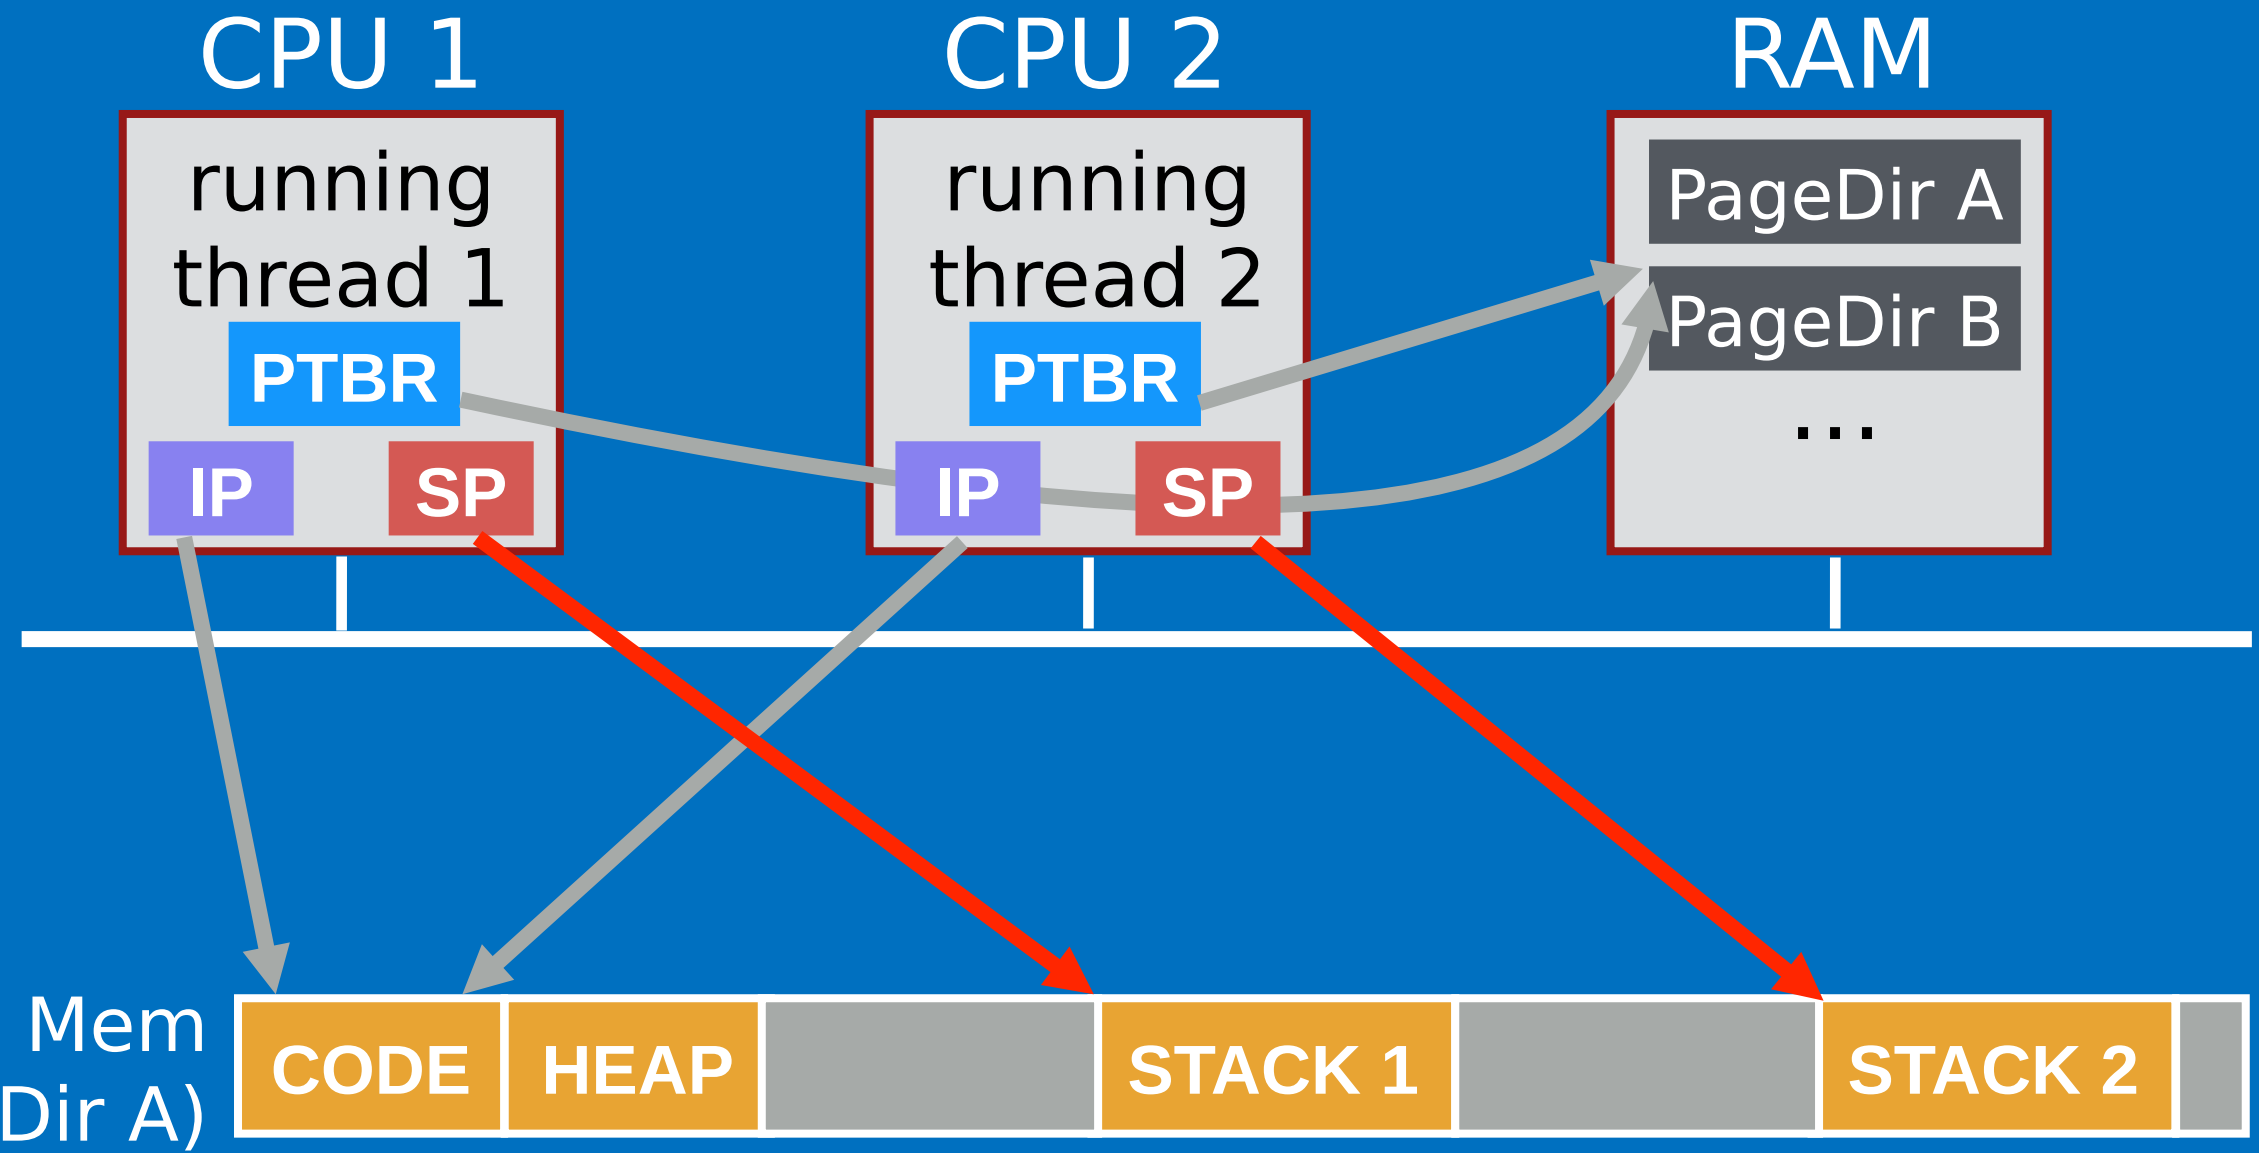 CPU 1
CPU 2
RAM
running
thread 1
PTBR
IP
SP
running
thread 2
PTBR
IP
SP
PageDir A
PageDir B
...
Mem
Dir A)
CODE
HEAP
STACK 1
STACK 2